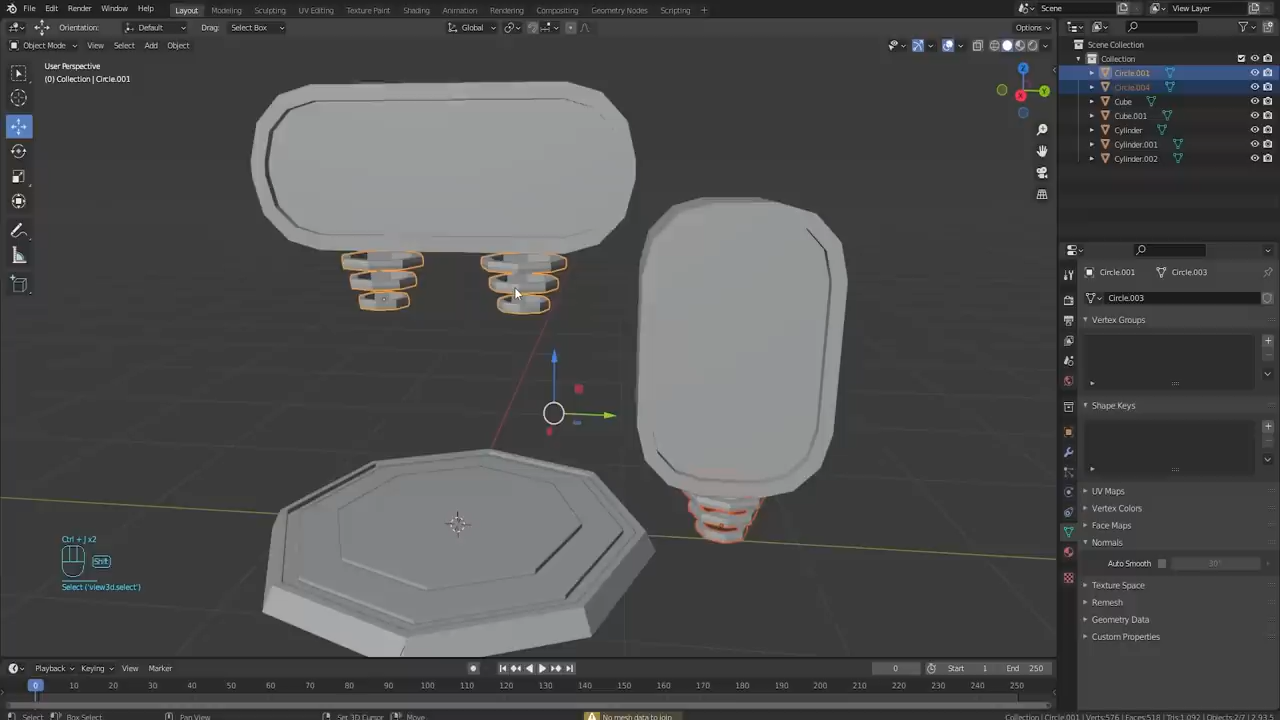 File Edit Render Window Help Layout Modeling Sculpting UV Editing Texture Paint Shading Animation Rendering Compositing Geometry Nodes Scripting + Scene View Layer
Orientation: Default Drag: Select Box Global Options
Object Mode View Select Add Object
User Perspective
(0) Collection | Circle.001
Z
Y
X
Scene Collection
Collection
Circle.001
Circle.004
Cube
Cube.001
Cylinder
Cylinder.001
Cylinder.002
Circle.001 Circle.003
Circle.003
Vertex Groups
Shape Keys
UV Maps
Vertex Colors
Face Maps
Normals
Auto Smooth 30°
Texture Space
Remesh
Geometry Data
Custom Properties
Ctrl + J x2
Shift
Select ('view3d.select')
Playback Keying View Marker 0 Start 1 End 250
0 10 20 30 40 50 60 70 80 90 100 110 120 130 140 150 160 170 180 190 200 210 220 230 240 250
Select Box Select Pan View Set 3D Cursor Move No mesh data to join Collection | Circle.001